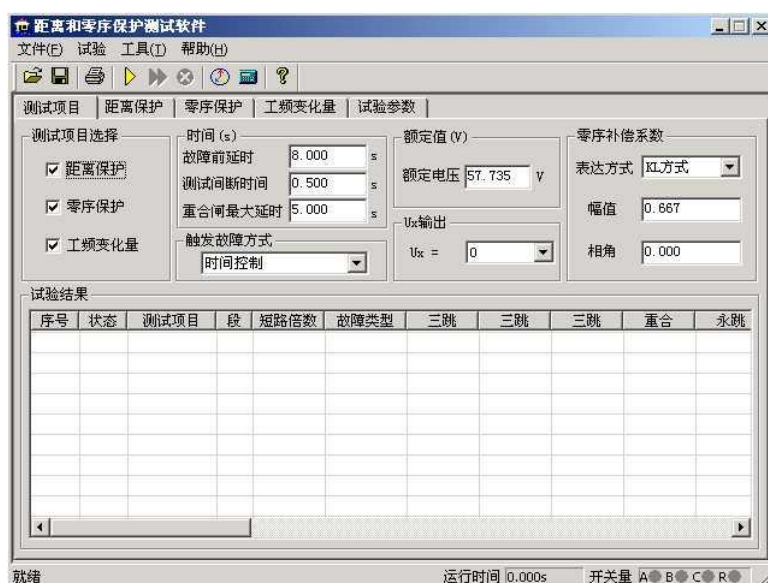 距离和零序保护测试软件
文件(F) 试验 工具(T) 帮助(H)
测试项目 距离保护 零序保护 工频变化量 试验参数
测试项目选择
距离保护
零序保护
工频变化量
时间(s)
故障前延时 8.000 s
测试间断时间 0.500 s
重合闸最大延时 5.000 s
触发故障方式
时间控制
额定值(V)
额定电压 57.735 V
Ux输出
Ux = 0
零序补偿系数
表达方式 KL方式
幅值 0.667
相角 0.000
试验结果
序号 状态 测试项目 段 短路倍数 故障类型 三跳 三跳 三跳 重合 永跳
就绪 运行时间 0.000s 开关量 A B C R